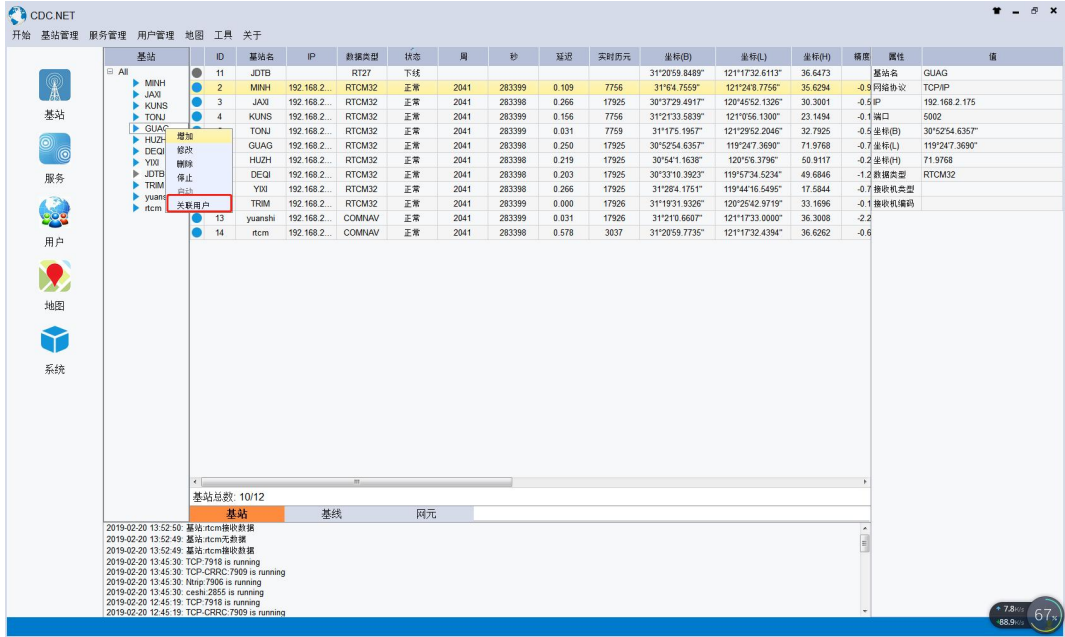 CDC.NET
开始 基站管理 服务管理 用户管理 地图 工具 关于
基站
服务
用户
地图
系统
基站
All
MINH
JAXI
KUNS
TONJ
GUAG
HUZH
DEQI
YIXI
JDTB
TRIM
yuans
rtcm
增加
修改
删除
停止
启动
关联用户
ID 基站名 IP 数据类型 状态 周 秒 延迟 实时历元 坐标(B) 坐标(L) 坐标(H) 精度
11 JDTB RT27 下线 31°20'59.8489" 121°17'32.6113" 36.6473
2 MINH 192.168.2... RTCM32 正常 2041 283399 0.109 7756 31°6'4.7559" 121°24'8.7756" 35.6294 -0.9
3 JAXI 192.168.2... RTCM32 正常 2041 283398 0.266 17925 30°37'29.4917" 120°45'52.1326" 30.3001 -0.5
4 KUNS 192.168.2... RTCM32 正常 2041 283399 0.156 7756 31°21'33.5839" 121°0'56.1300" 23.1494 -0.1
TONJ 192.168.2... RTCM32 正常 2041 283399 0.031 7759 31°17'5.1957" 121°29'52.2046" 32.7925 -0.5
GUAG 192.168.2... RTCM32 正常 2041 283398 0.250 17925 30°52'54.6357" 119°24'7.3690" 71.9768 -0.7
HUZH 192.168.2... RTCM32 正常 2041 283398 0.219 17925 30°54'1.1638" 120°5'6.3796" 50.9117 -0.2
DEQI 192.168.2... RTCM32 正常 2041 283398 0.203 17925 30°33'10.3923" 119°57'34.5234" 49.6846 -1.2
YIXI 192.168.2... RTCM32 正常 2041 283398 0.266 17925 31°28'4.1751" 119°44'16.5495" 17.5844 -0.7
TRIM 192.168.2... RTCM32 正常 2041 283399 0.000 17926 31°19'31.9326" 120°25'42.9719" 33.1696 -0.1
13 yuanshi 192.168.2... COMNAV 正常 2041 283399 0.031 17926 31°21'0.6607" 121°17'33.0000" 36.3008 -2.2
14 rtcm 192.168.2... COMNAV 正常 2041 283398 0.578 3037 31°20'59.7735" 121°17'32.4394" 36.6262 -0.6
属性 值
基站名 GUAG
网络协议 TCP/IP
IP 192.168.2.175
端口 5002
坐标(B) 30°52'54.6357"
坐标(L) 119°24'7.3690"
坐标(H) 71.9768
数据类型 RTCM32
接收机类型
接收机编码
基站总数: 10/12
基站 基线 网元
2019-02-20 13:52:50: 基站:rtcm接收数据
2019-02-20 13:52:49: 基站:rtcm无数据
2019-02-20 13:52:49: 基站:rtcm接收数据
2019-02-20 13:45:30: TCP:7918 is running
2019-02-20 13:45:30: TCP-CRRC:7909 is running
2019-02-20 13:45:30: Ntrip:7906 is running
2019-02-20 13:45:30: ceshi:2855 is running
2019-02-20 12:45:19: TCP:7918 is running
2019-02-20 12:45:19: TCP-CRRC:7909 is running
7.8K/s
88.9K/s
67%